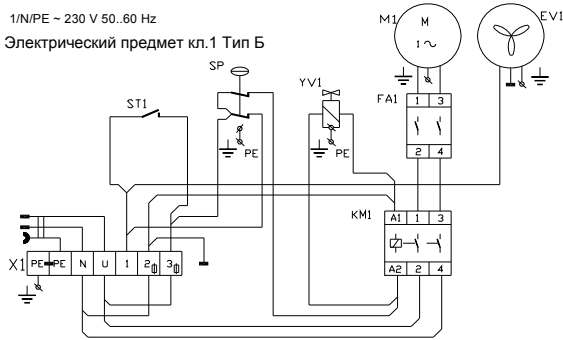 1/N/PE ~ 230 V 50..60 Hz
Электрический предмет кл.1 Тип Б
M1
M
1~
EV1
SP
YV1
FA1
1 3
ST1
2 4
PE
PE
KM1
A1 1 3
A2 2 4
X1 PE PE N U 1 2 3